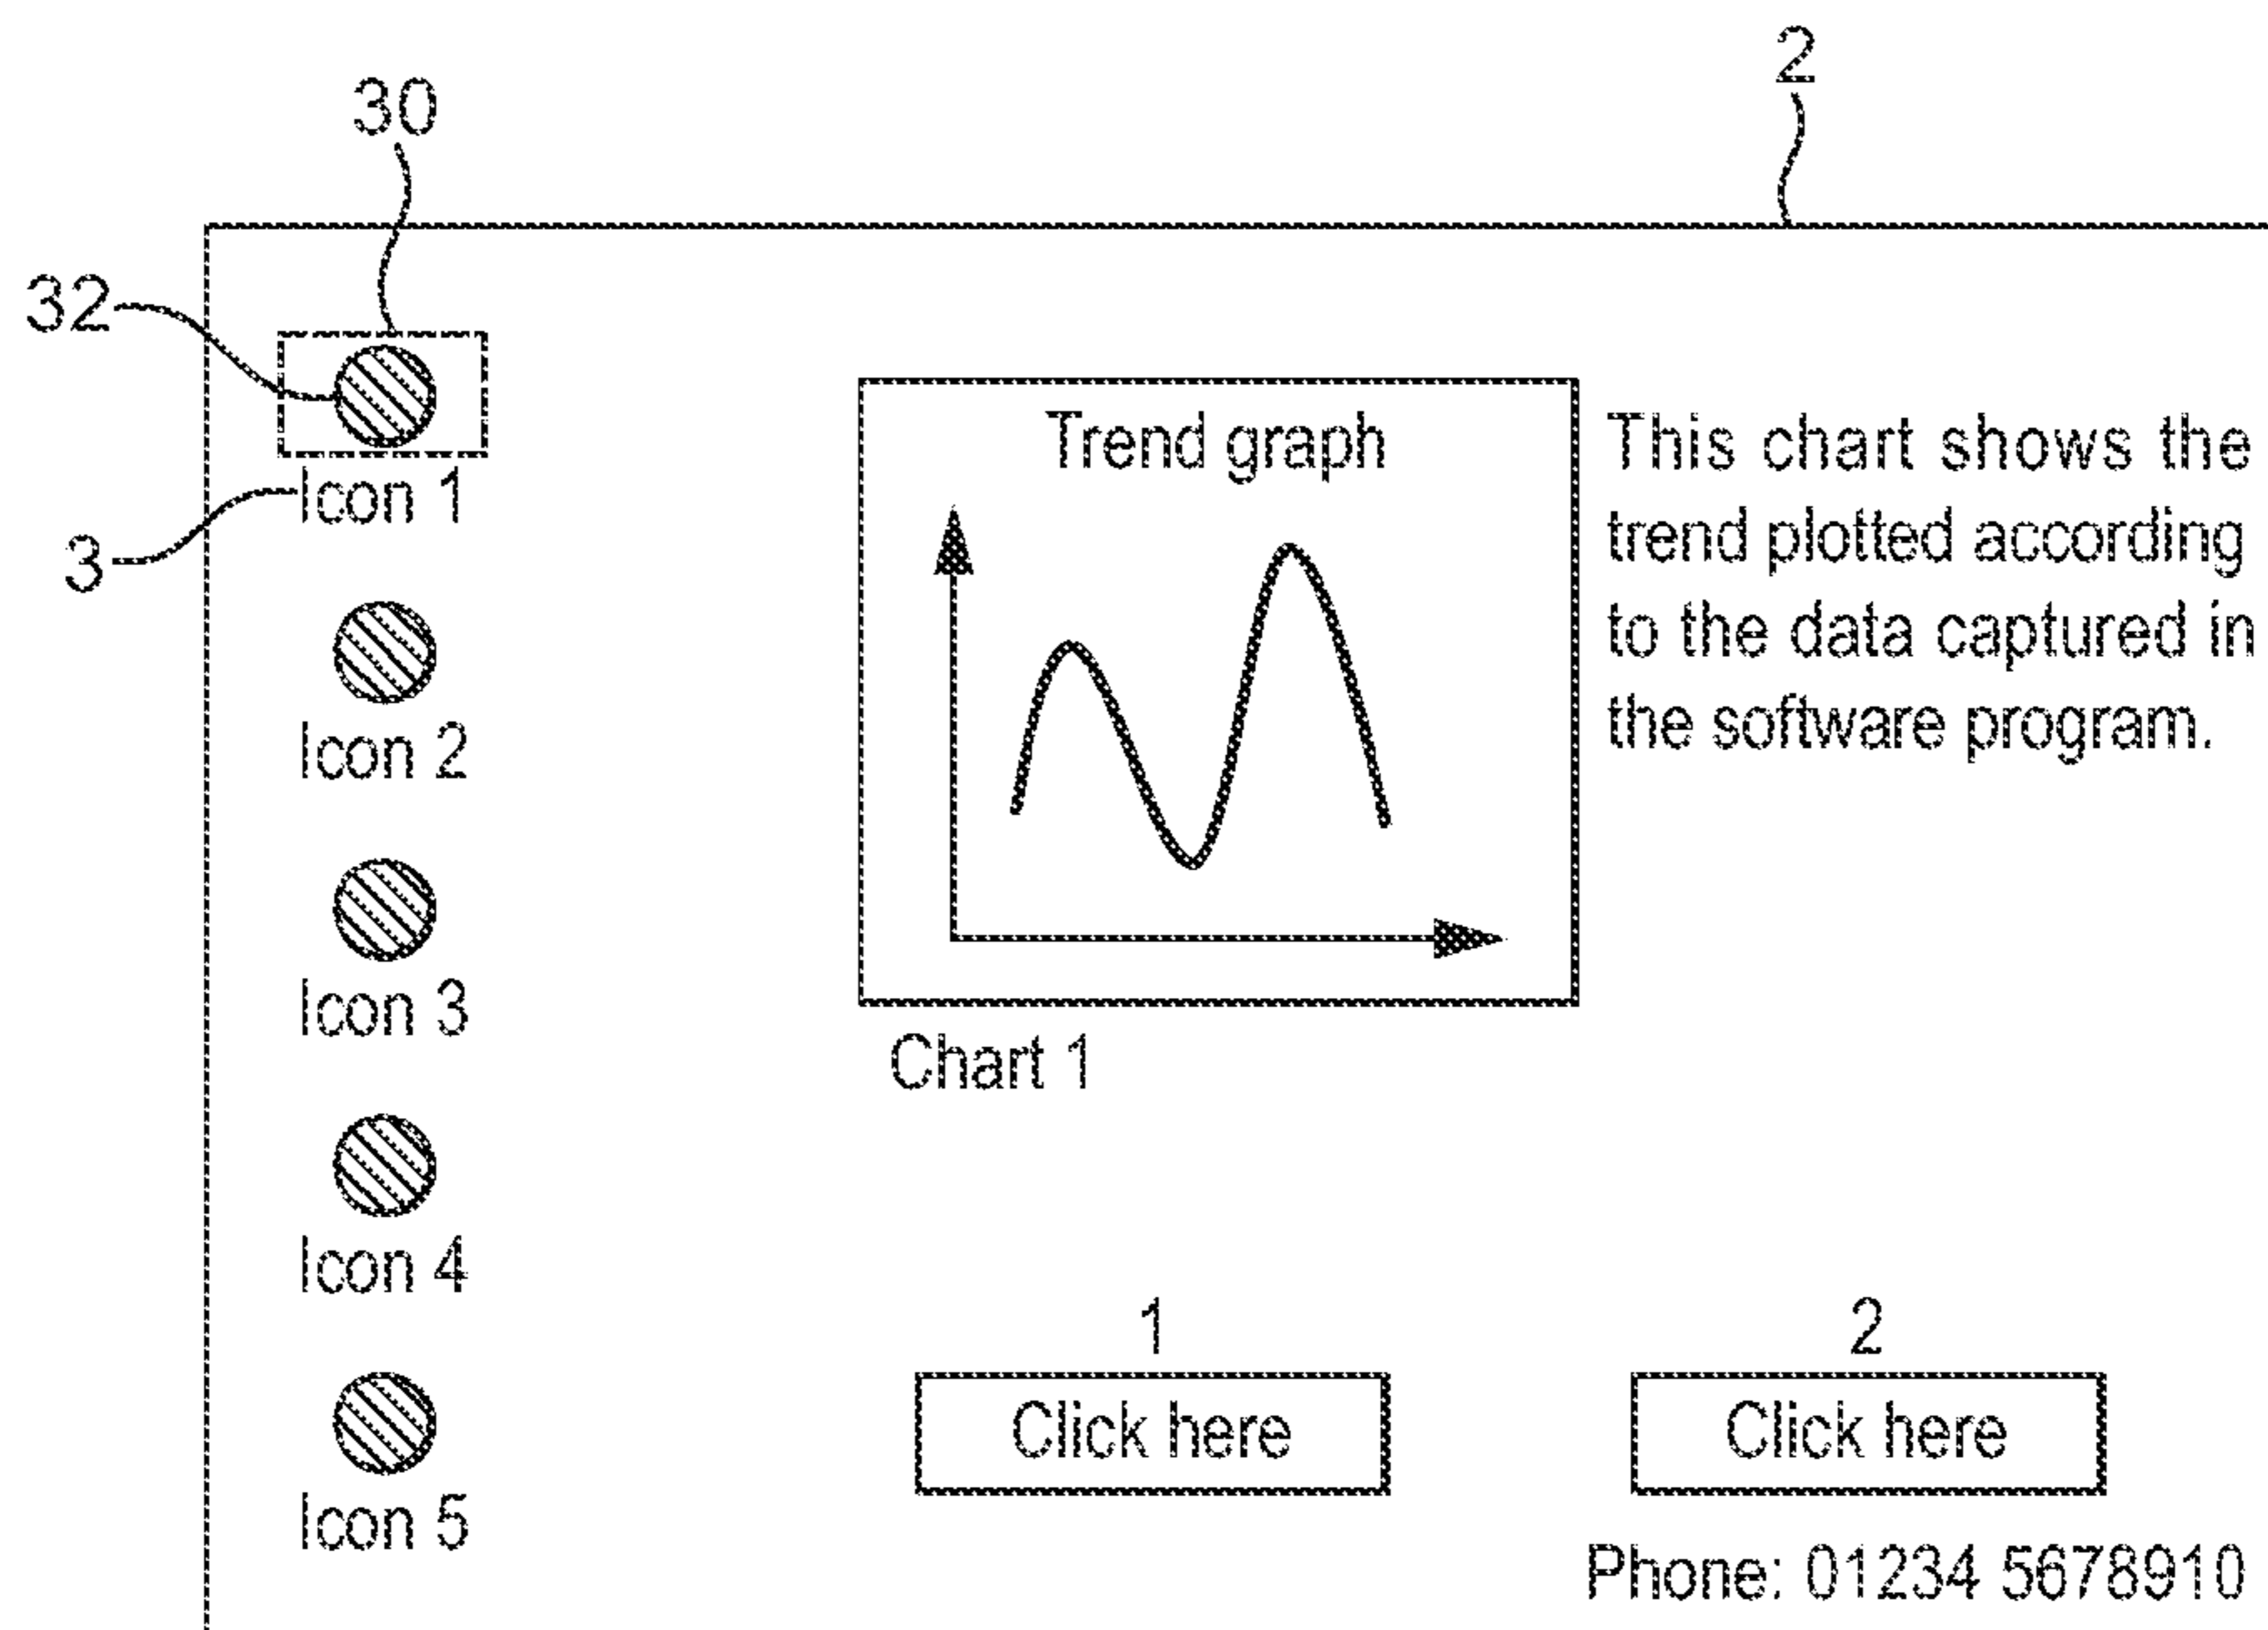 2
30
32
Icon 1
3
Icon 2
Icon 3
Icon 4
Icon 5
Trend graph
Chart 1
This chart shows the
trend plotted according
to the data captured in
the software program.
1
Click here
2
Click here
Phone: 01234 5678910